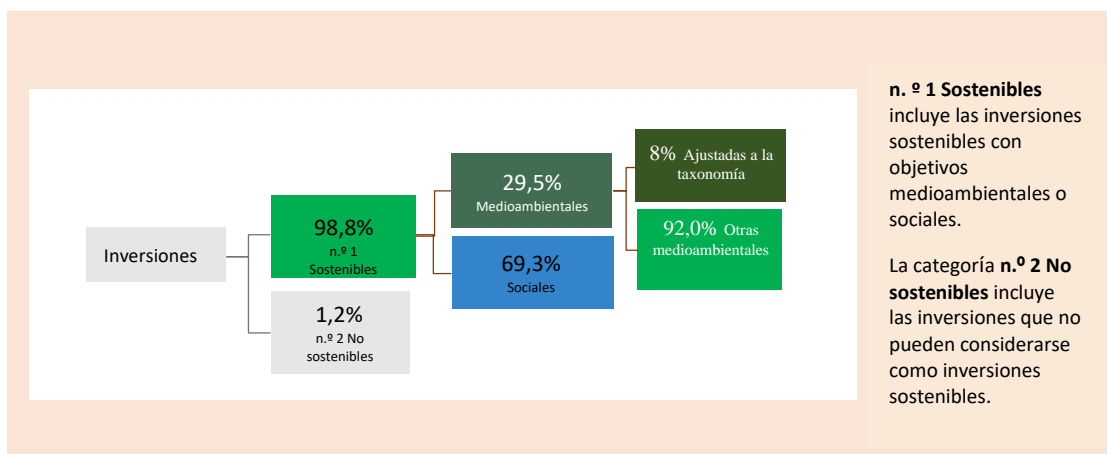 Inversiones
98,8%
n.º 1
Sostenibles
1,2%
n.º 2 No
sostenibles
29,5%
Medioambientales
69,3%
Sociales
8% Ajustadas a la
taxonomía
92,0% Otras
medioambientales
n. º 1 Sostenibles
incluye las inversiones
sostenibles con
objetivos
medioambientales o
sociales.
La categoría n.º 2 No
sostenibles incluye
las inversiones que no
pueden considerarse
como inversiones
sostenibles.